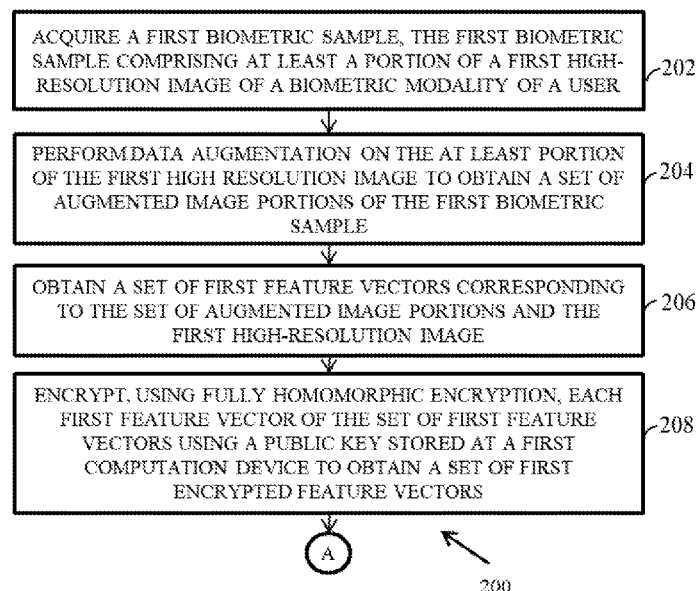 ACQUIRE A FIRST BIOMETRIC SAMPLE, THE FIRST BIOMETRIC
SAMPLE COMPRISING AT LEAST A PORTION OF A FIRST HIGH-
RESOLUTION IMAGE OF A BIOMETRIC MODALITY OF A USER
202
PERFORM DATA AUGMENTATION ON THE AT LEAST PORTION
OF THE FIRST HIGH RESOLUTION IMAGE TO OBTAIN A SET OF
AUGMENTED IMAGE PORTIONS OF THE FIRST BIOMETRIC
SAMPLE
204
OBTAIN A SET OF FIRST FEATURE VECTORS CORRESPONDING
TO THE SET OF AUGMENTED IMAGE PORTIONS AND THE
FIRST HIGH-RESOLUTION IMAGE
206
ENCRYPT, USING FULLY HOMOMORPHIC ENCRYPTION, EACH
FIRST FEATURE VECTOR OF THE SET OF FIRST FEATURE
VECTORS USING A PUBLIC KEY STORED AT A FIRST
COMPUTATION DEVICE TO OBTAIN A SET OF FIRST
ENCRYPTED FEATURE VECTORS
208
A
200